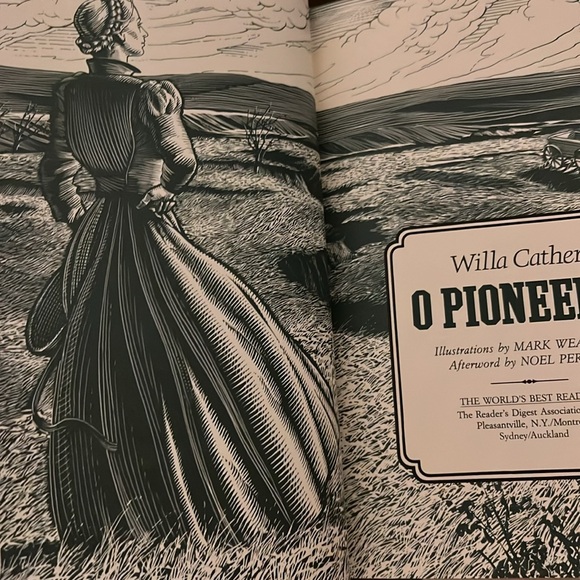 Willa Cather
O PIONEE
Illustrations by MARK WEA
Afterword by NOEL PER
THE WORLD'S BEST READ
The Reader's Digest Associatio
Pleasantville, N.Y./Montre
Sydney/Auckland